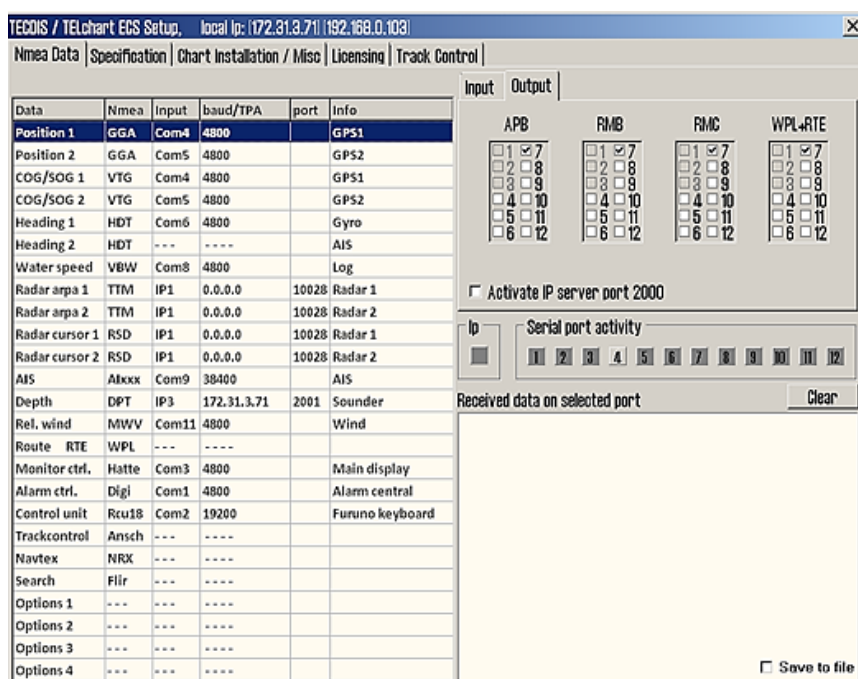 TECDIS / TELchart ECS Setup, local Ip: [172.31.3.71] [192.168.0.103]
Nmea Data Specification Chart Installation / Misc Licensing Track Control
Input Output
Data Nmea Input baud/TPA port Info
Position 1 GGA Com4 4800 GPS1
Position 2 GGA Com5 4800 GPS2
COG/SOG 1 VTG Com4 4800 GPS1
COG/SOG 2 VTG Com5 4800 GPS2
Heading 1 HDT Com6 4800 Gyro
Heading 2 HDT --- ---- AIS
Water speed VBW Com8 4800 Log
Radar arpa 1 TTM IP1 0.0.0.0 10028 Radar 1
Radar arpa 2 TTM IP1 0.0.0.0 10028 Radar 2
Radar cursor 1 RSD IP1 0.0.0.0 10028 Radar 1
Radar cursor 2 RSD IP1 0.0.0.0 10028 Radar 2
AIS AIxxx Com9 38400 AIS
Depth DPT IP3 172.31.3.71 2001 Sounder
Rel. wind MWV Com11 4800 Wind
Route RTE WPL --- ----
Monitor ctrl. Hatte Com3 4800 Main display
Alarm ctrl. Digi Com1 4800 Alarm central
Control unit Rcu18 Com2 19200 Furuno keyboard
Trackcontrol Ansch --- ----
Navtex NRX --- ----
Search Flir --- ----
Options 1 --- ----
Options 2 --- ----
Options 3 --- ----
Options 4 --- ----
APB RMB RMC WPL+RTE
1 7 1 7 1 7 1 7
2 8 2 8 2 8 2 8
3 9 3 9 3 9 3 9
4 10 4 10 4 10 4 10
5 11 5 11 5 11 5 11
6 12 6 12 6 12 6 12
Activate IP server port 2000
Ip Serial port activity
1 2 3 4 5 6 7 8 9 10 11 12
Received data on selected port Clear
Save to file